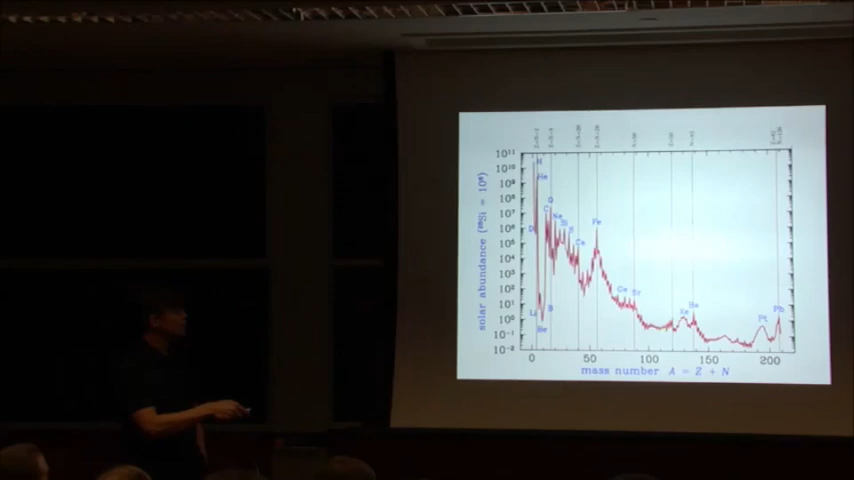 10¹¹
10¹⁰
10⁹
10⁸
10⁷
10⁶
10⁵
10⁴
10³
10²
10¹
10⁰
10⁻¹
10⁻²
solar abundance (²⁸Si = 10⁶)
H
He
O
C
Ne
Si
S
D
Ca
Fe
Li
B
Be
Ge
Sr
Xe
Ba
Pt
Pb
0 50 100 150 200
mass number A = Z + N